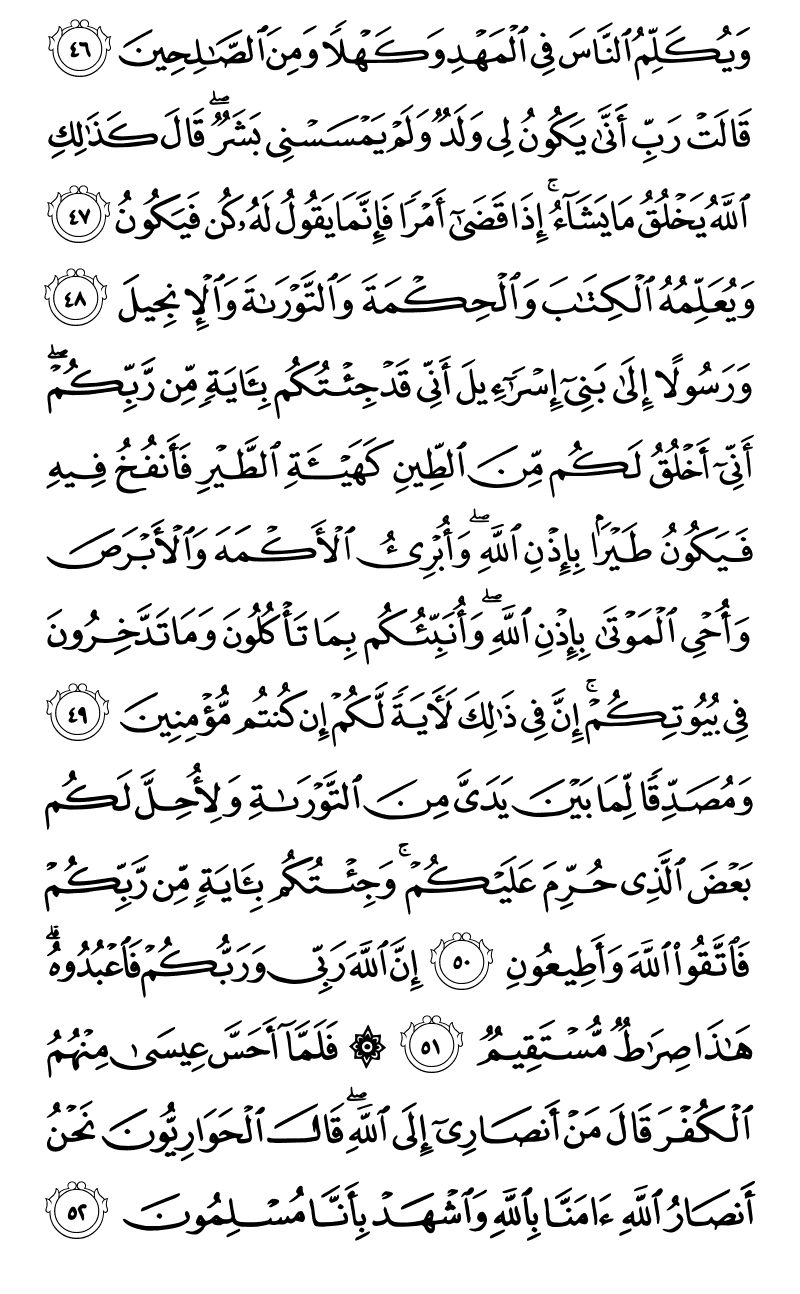 وَيُكَلِّمُ ٱلنَّاسَ فِي ٱلۡمَهۡدِ وَكَهۡلٗا وَمِنَ ٱلصَّٰلِحِينَ ٤٦
قَالَتۡ رَبِّ أَنَّىٰ يَكُونُ لِي وَلَدٞ وَلَمۡ يَمۡسَسۡنِي بَشَرٞۖ قَالَ كَذَٰلِكِ
ٱللَّهُ يَخۡلُقُ مَا يَشَآءُۚ إِذَا قَضَىٰٓ أَمۡرٗا فَإِنَّمَا يَقُولُ لَهُۥ كُن فَيَكُونُ ٤٧
وَيُعَلِّمُهُ ٱلۡكِتَٰبَ وَٱلۡحِكۡمَةَ وَٱلتَّوۡرَىٰةَ وَٱلۡإِنجِيلَ ٤٨
وَرَسُولًا إِلَىٰ بَنِيٓ إِسۡرَٰٓءِيلَ أَنِّي قَدۡ جِئۡتُكُم بِـَٔايَةٖ مِّن رَّبِّكُمۡۖ
أَنِّيٓ أَخۡلُقُ لَكُم مِّنَ ٱلطِّينِ كَهَيۡـَٔةِ ٱلطَّيۡرِ فَأَنفُخُ فِيهِ
فَيَكُونُ طَيۡرَۢا بِإِذۡنِ ٱللَّهِۖ وَأُبۡرِئُ ٱلۡأَكۡمَهَ وَٱلۡأَبۡرَصَ
وَأُحۡيِ ٱلۡمَوۡتَىٰ بِإِذۡنِ ٱللَّهِۖ وَأُنَبِّئُكُم بِمَا تَأۡكُلُونَ وَمَا تَدَّخِرُونَ
فِي بُيُوتِكُمۡۚ إِنَّ فِي ذَٰلِكَ لَأٓيَةٗ لَّكُمۡ إِن كُنتُم مُّؤۡمِنِينَ ٤٩
وَمُصَدِّقٗا لِّمَا بَيۡنَ يَدَيَّ مِنَ ٱلتَّوۡرَىٰةِ وَلِأُحِلَّ لَكُم
بَعۡضَ ٱلَّذِي حُرِّمَ عَلَيۡكُمۡۚ وَجِئۡتُكُم بِـَٔايَةٖ مِّن رَّبِّكُمۡ
فَٱتَّقُواْ ٱللَّهَ وَأَطِيعُونِ ٥٠ إِنَّ ٱللَّهَ رَبِّي وَرَبُّكُمۡ فَٱعۡبُدُوهُۚ
هَٰذَا صِرَٰطٞ مُّسۡتَقِيمٞ ٥١ ۞ فَلَمَّآ أَحَسَّ عِيسَىٰ مِنۡهُمُ
ٱلۡكُفۡرَ قَالَ مَنۡ أَنصَارِيٓ إِلَى ٱللَّهِۖ قَالَ ٱلۡحَوَارِيُّونَ نَحۡنُ
أَنصَارُ ٱللَّهِ ءَامَنَّا بِٱللَّهِ وَٱشۡهَدۡ بِأَنَّا مُسۡلِمُونَ ٥٢